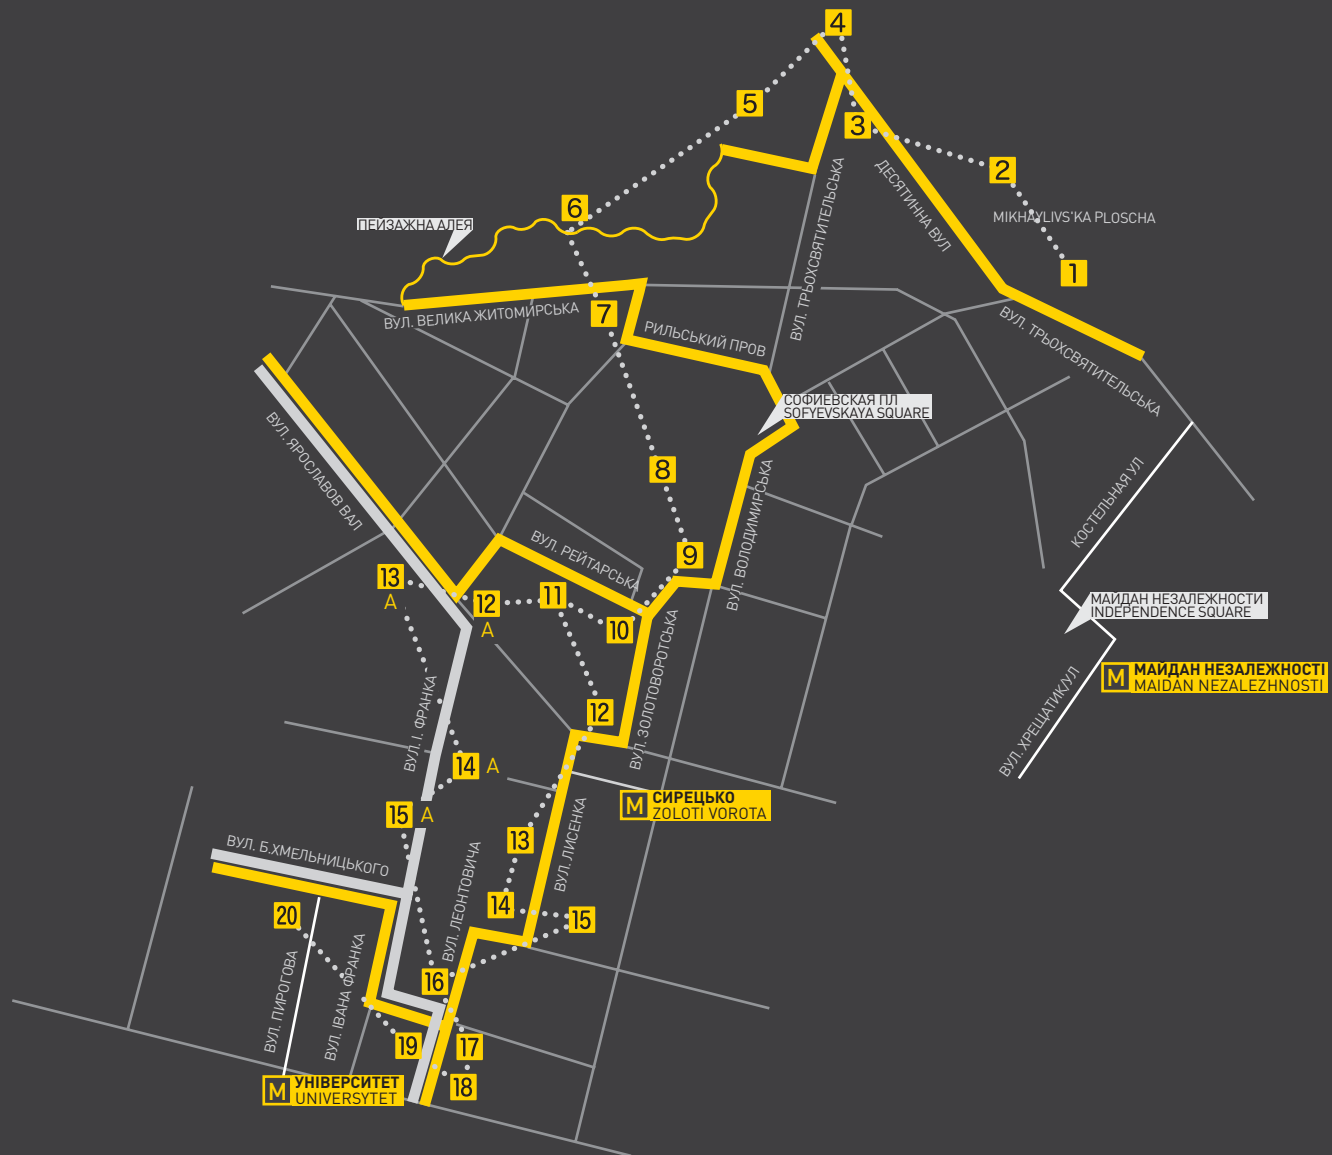 4
5
3
2
MIKHAYLIVS'KA PLOSCHA
1
6
ПЕЙЗАЖНА АЛЕЯ
ДЕСЯТИННА ВУЛ
ВУЛ. ТРЬОХСВЯТИТЕЛЬСЬКА
7
ВУЛ. ВЕЛИКА ЖИТОМИРСЬКА
РИЛЬСЬКИЙ ПРОВ
ВУЛ. ТРЬОХСВЯТИТЕЛЬСЬКА
СОФИЕВСКАЯ ПЛ
SOFYEVSKAYA SQUARE
ВУЛ. ЯРОСЛАВОВ ВАЛ
8
КОСТЕЛЬНАЯ УЛ
ВУЛ. ВОЛОДИМИРСЬКА
9
ВУЛ. РЕЙТАРСЬКА
13
А
12
А
11
10
МАЙДАН НЕЗАЛЕЖНОСТИ
INDEPENDENCE SQUARE
М
МАЙДАН НЕЗАЛЕЖНОСТІ
MAIDAN NEZALEZHNOSTI
ВУЛ. ЗОЛОТОВОРОТСЬКА
ВУЛ. І. ФРАНКА
12
ВУЛ. ХРЕЩАТИК/УЛ
14 А
15 А
М
СИРЕЦЬКО
ZOLOTI VOROTA
13
ВУЛ. Б.ХМЕЛЬНИЦЬКОГО
ВУЛ. ЛИСЕНКА
ВУЛ. ЛЕОНТОВИЧА
14
15
20
16
ВУЛ. ПИРОГОВА
ВУЛ. ІВАНА ФРАНКА
19
17
18
М
УНІВЕРСИТЕТ
UNIVERSYTET